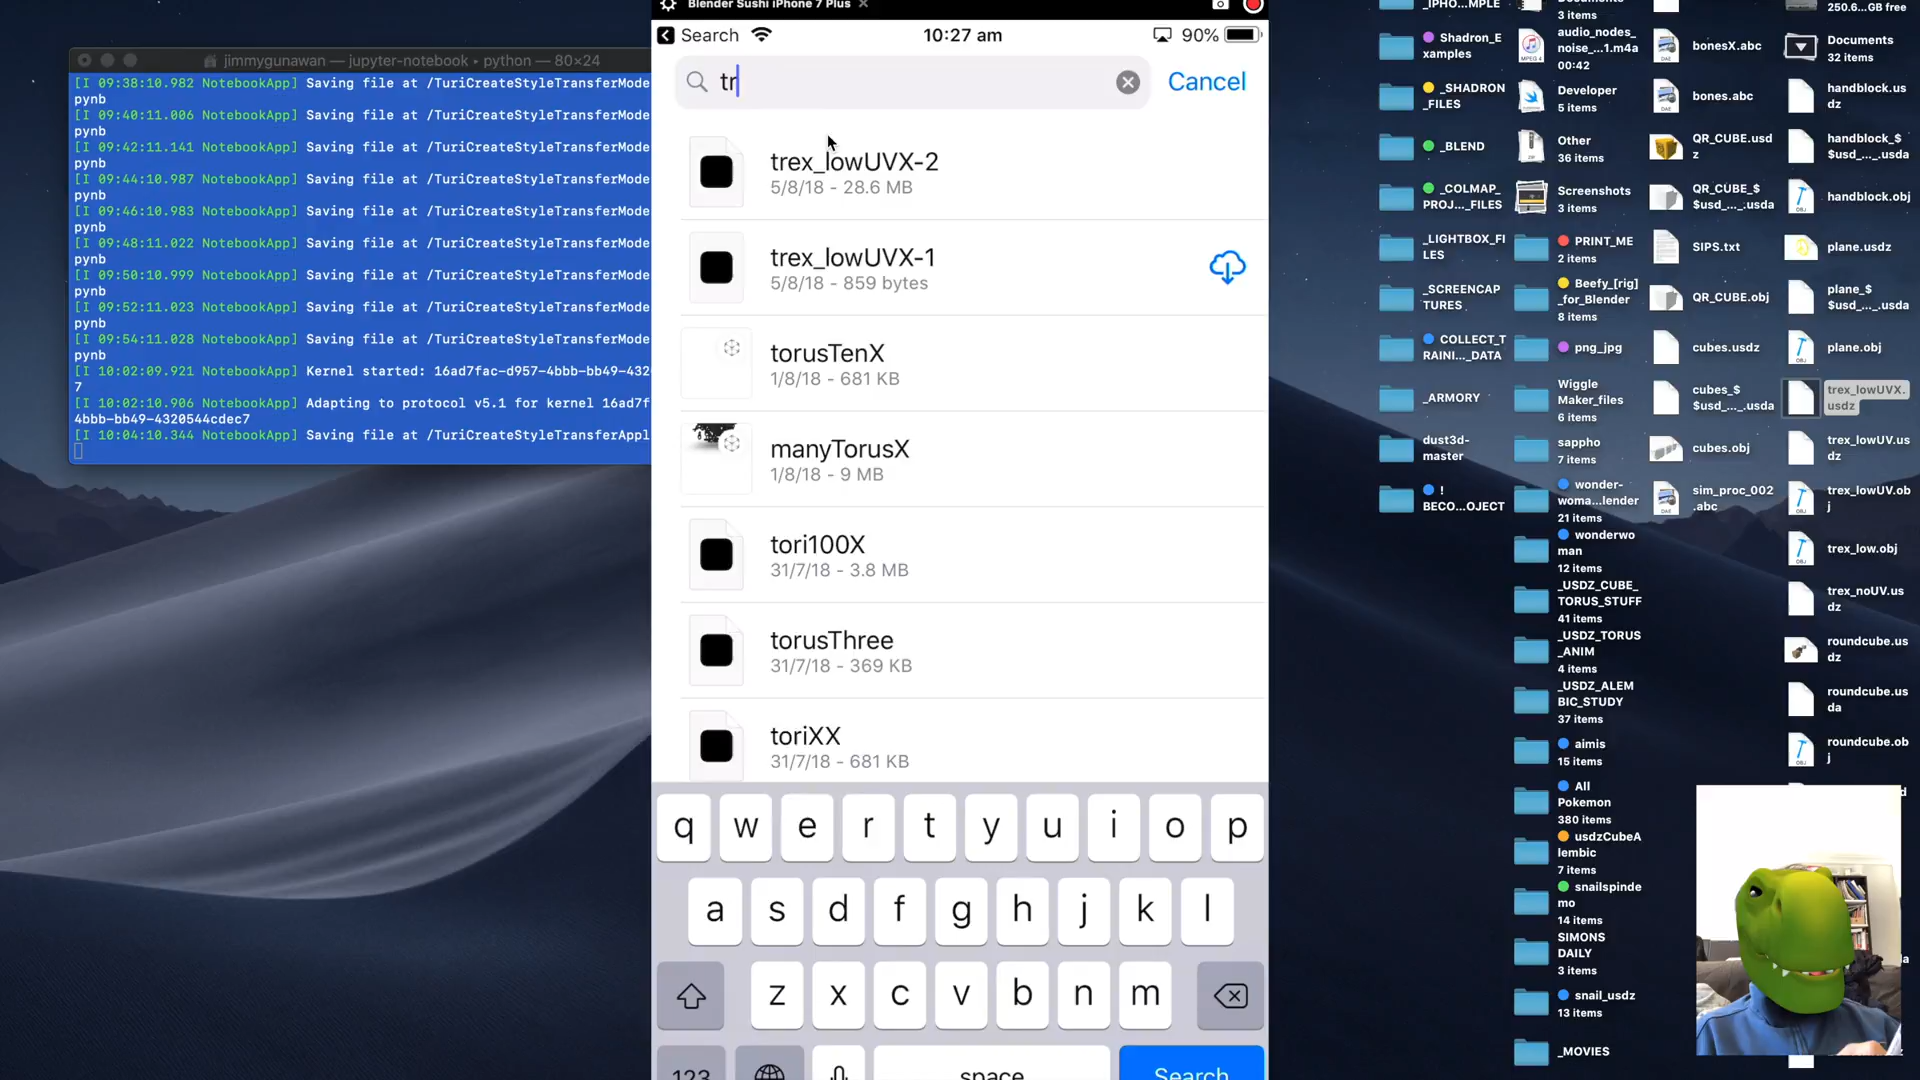 Blender Sushi iPhone 7 Plus
Search
10:27 am
90%
tr
Cancel
trex_lowUVX-2
5/8/18 - 28.6 MB
trex_lowUVX-1
5/8/18 - 859 bytes
torusTenX
1/8/18 - 681 KB
manyTorusX
1/8/18 - 9 MB
tori100X
31/7/18 - 3.8 MB
torusThree
31/7/18 - 369 KB
toriXX
31/7/18 - 681 KB
q w e r t y u i o p
a s d f g h j k l
z x c v b n m
123
space
Search
jimmygunawan — jupyter-notebook • python — 80×24
[I 09:38:10.982 NotebookApp] Saving file at /TuriCreateStyleTransferMode
pynb
[I 09:40:11.006 NotebookApp] Saving file at /TuriCreateStyleTransferMode
pynb
[I 09:42:11.141 NotebookApp] Saving file at /TuriCreateStyleTransferMode
pynb
[I 09:44:10.987 NotebookApp] Saving file at /TuriCreateStyleTransferMode
pynb
[I 09:46:10.983 NotebookApp] Saving file at /TuriCreateStyleTransferMode
pynb
[I 09:48:11.022 NotebookApp] Saving file at /TuriCreateStyleTransferMode
pynb
[I 09:50:10.999 NotebookApp] Saving file at /TuriCreateStyleTransferMode
pynb
[I 09:52:11.023 NotebookApp] Saving file at /TuriCreateStyleTransferMode
pynb
[I 09:54:11.028 NotebookApp] Saving file at /TuriCreateStyleTransferMode
pynb
[I 10:02:09.921 NotebookApp] Kernel started: 16ad7fac-d957-4bbb-bb49-432
7
[I 10:02:10.906 NotebookApp] Adapting to protocol v5.1 for kernel 16ad7f
4bbb-bb49-4320544cdec7
[I 10:04:10.344 NotebookApp] Saving file at /TuriCreateStyleTransferAppl
_IPHO...MPLE
Shadron_E
xamples
_SHADRON
_FILES
_BLEND
_COLMAP_
PROJ..._FILES
_LIGHTBOX_FI
LES
_SCREENCAP
TURES
COLLECT_T
RAINI..._DATA
_ARMORY
dust3d-
master
!
BECO...OJECT
3 items
audio_nodes_
noise_...1.m4a
00:42
Developer
5 items
Other
36 items
Screenshots
3 items
PRINT_ME
2 items
Beefy_[rig]
_for_Blender
8 items
png_jpg
Wiggle
Maker_files
6 items
sappho
7 items
wonder-
woma...lender
21 items
wonderwo
man
12 items
_USDZ_CUBE_
TORUS_STUFF
41 items
_USDZ_TORUS
_ANIM
4 items
_USDZ_ALEM
BIC_STUDY
37 items
aimis
15 items
All
Pokemon
380 items
usdzCubeA
lembic
7 items
snailspinde
mo
14 items
SIMONS
DAILY
3 items
snail_usdz
13 items
_MOVIES
bonesX.abc
bones.abc
QR_CUBE.usd
z
QR_CUBE_$
$usd_..._.usda
SIPS.txt
QR_CUBE.obj
cubes.usdz
cubes_$
$usd_..._.usda
cubes.obj
sim_proc_002
.abc
250.6...GB free
Documents
32 items
handblock.us
dz
handblock_$
$usd_..._.usda
handblock.obj
plane.usdz
plane_$
$usd_..._.usda
plane.obj
trex_lowUVX.
usdz
trex_lowUV.us
dz
trex_lowUV.ob
j
trex_low.obj
trex_noUV.us
dz
roundcube.us
dz
roundcube.us
da
roundcube.ob
j